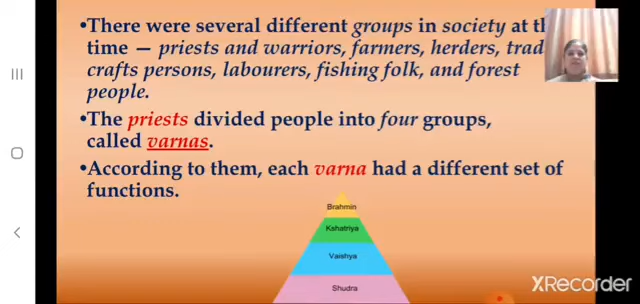 •There were several different groups in society at
time — priests and warriors, farmers, herders,
crafts persons, labourers, fishing folk, and forest
people.
•The priests divided people into four groups,
called varnas.
•According to them, each varna had a different set of
functions.
Brahmin
Kshatriya
Vaishya
Shudra
XRecorder